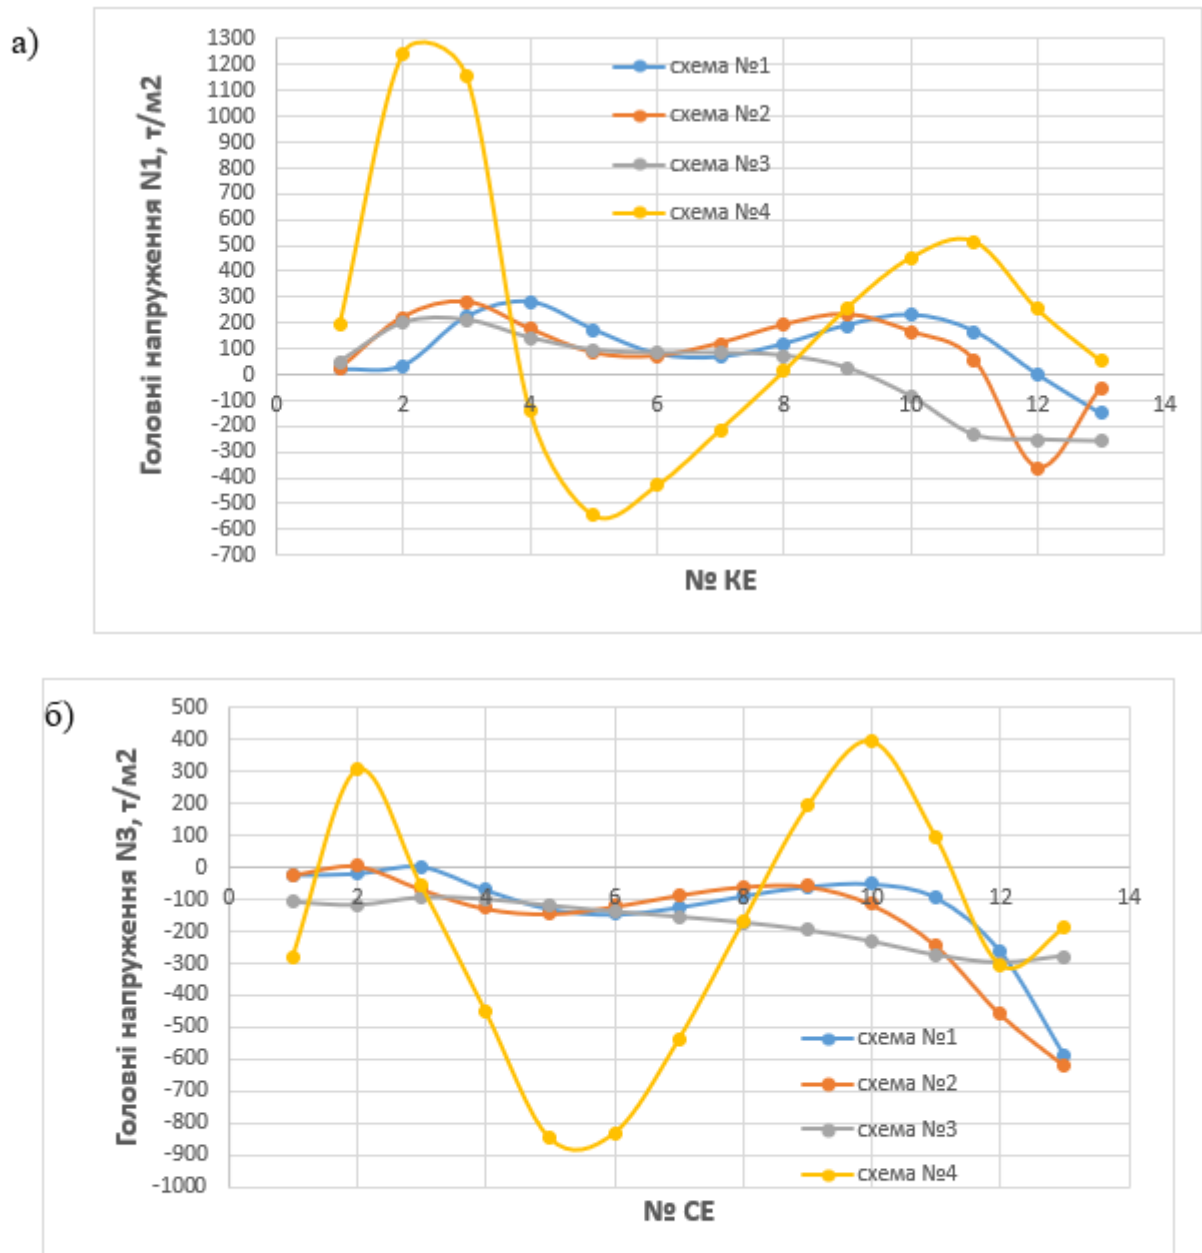 а)
Головні напруження N1, т/м2
1300
1200
1100
1000
900
800
700
600
500
400
300
200
100
0
-100
-200
-300
-400
-500
-600
-700
схема №1
схема №2
схема №3
схема №4
0 2 4 6 8 10 12 14
№ КЕ
б)
Головні напруження N3, т/м2
500
400
300
200
100
0
-100
-200
-300
-400
-500
-600
-700
-800
-900
-1000
0 2 4 6 8 10 12 14
схема №1
схема №2
схема №3
схема №4
№ СЕ